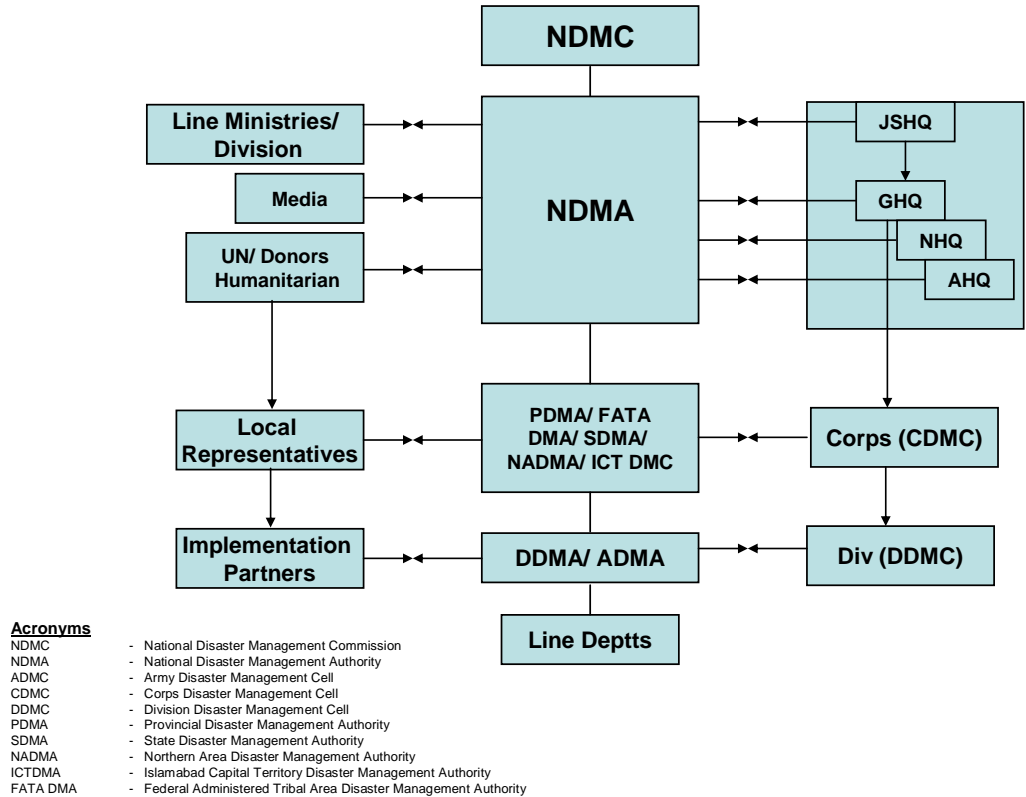 NDMC
NDMA
Line Ministries/
Division
Media
UN/ Donors
Humanitarian
JSHQ
GHQ
NHQ
AHQ
Local
Representatives
PDMA/ FATA
DMA/ SDMA/
NADMA/ ICT DMC
Corps (CDMC)
Implementation
Partners
DDMA/ ADMA
Div (DDMC)
Line Deptts
Acronyms
NDMC - National Disaster Management Commission
NDMA - National Disaster Management Authority
ADMC - Army Disaster Management Cell
CDMC - Corps Disaster Management Cell
DDMC - Division Disaster Management Cell
PDMA - Provincial Disaster Management Authority
SDMA - State Disaster Management Authority
NADMA - Northern Area Disaster Management Authority
ICTDMA - Islamabad Capital Territory Disaster Management Authority
FATA DMA - Federal Administered Tribal Area Disaster Management Authority